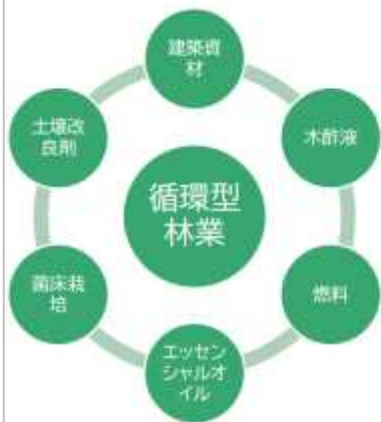 建築資
材
木酢液
燃料
エッセン
シャルオ
イル
菌床栽
培
土壌改
良剤
循環型
林業